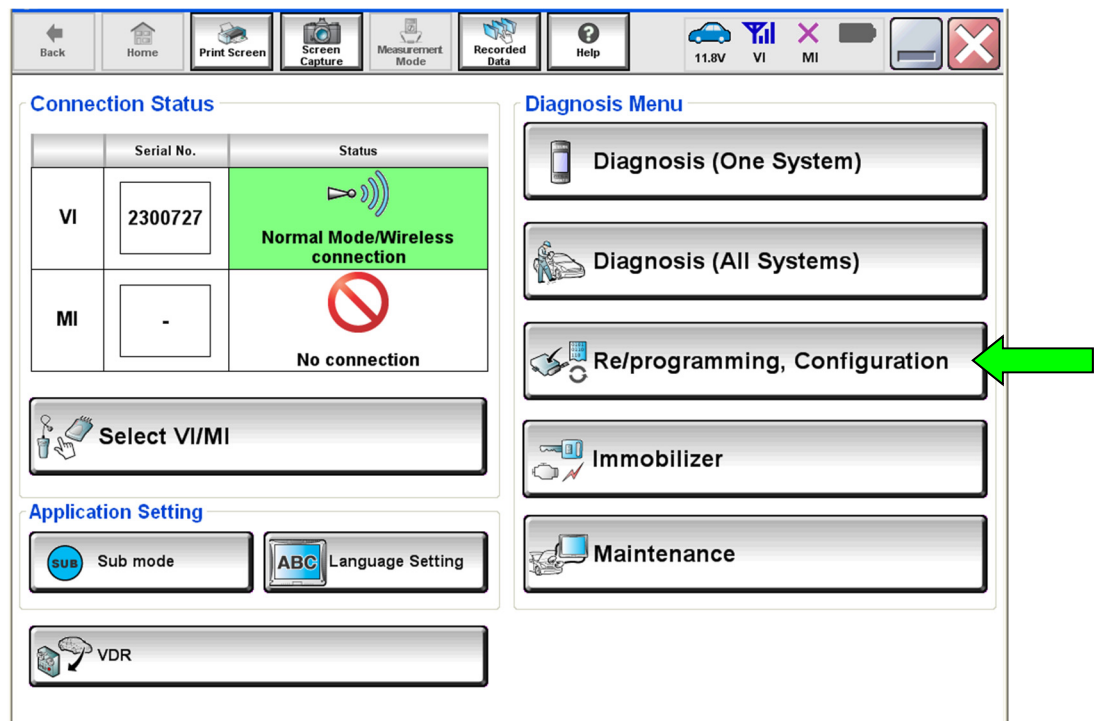 Back
Home
Print Screen
Screen
Capture
Measurement
Mode
Recorded
Data
?
Help
11.8V
VI
MI
Connection Status
Serial No.
Status
VI
2300727
Normal Mode/Wireless
connection
MI
-
No connection
Select VI/MI
Application Setting
SUB
Sub mode
ABC
Language Setting
VDR
Diagnosis Menu
Diagnosis (One System)
Diagnosis (All Systems)
Re/programming, Configuration
Immobilizer
Maintenance